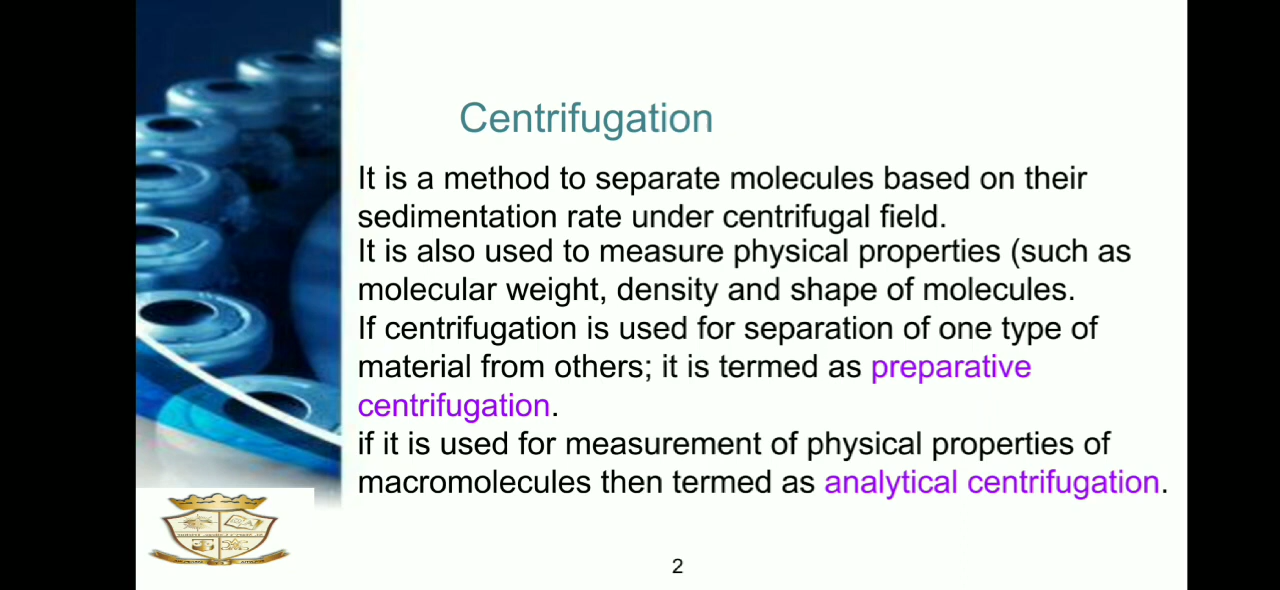 Centrifugation
It is a method to separate molecules based on their
sedimentation rate under centrifugal field.
It is also used to measure physical properties (such as
molecular weight, density and shape of molecules.
If centrifugation is used for separation of one type of
material from others; it is termed as preparative
centrifugation.
if it is used for measurement of physical properties of
macromolecules then termed as analytical centrifugation.
2